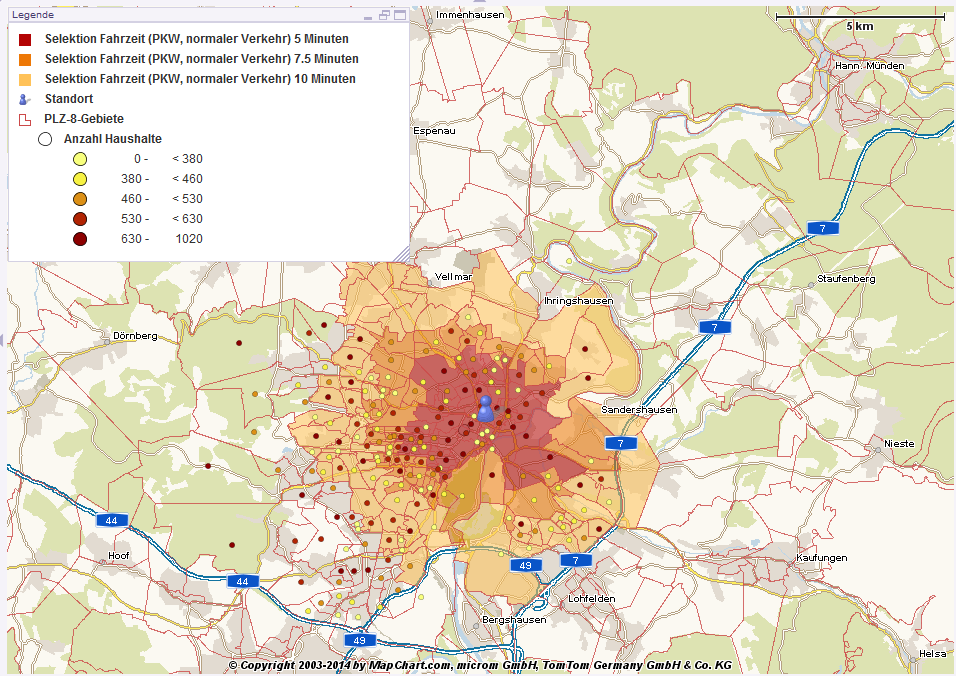 Legende
Selektion Fahrzeit (PKW, normaler Verkehr) 5 Minuten
Selektion Fahrzeit (PKW, normaler Verkehr) 7.5 Minuten
Selektion Fahrzeit (PKW, normaler Verkehr) 10 Minuten
Standort
PLZ-8-Gebiete
Anzahl Haushalte
0 - < 380
380 - < 460
460 - < 530
530 - < 630
630 - 1020
Immenhausen
5 km
Hann. Münden
Espenau
7
Vellmar
Staufenberg
Ihringshausen
7
Dörnberg
Sandershausen
7
Nieste
44
Hoof
Kaufungen
49
7
44
Lohfelden
Bergshausen
49
Helsa
© Copyright 2003-2014 by MapChart.com, microm GmbH, TomTom Germany GmbH & Co. KG